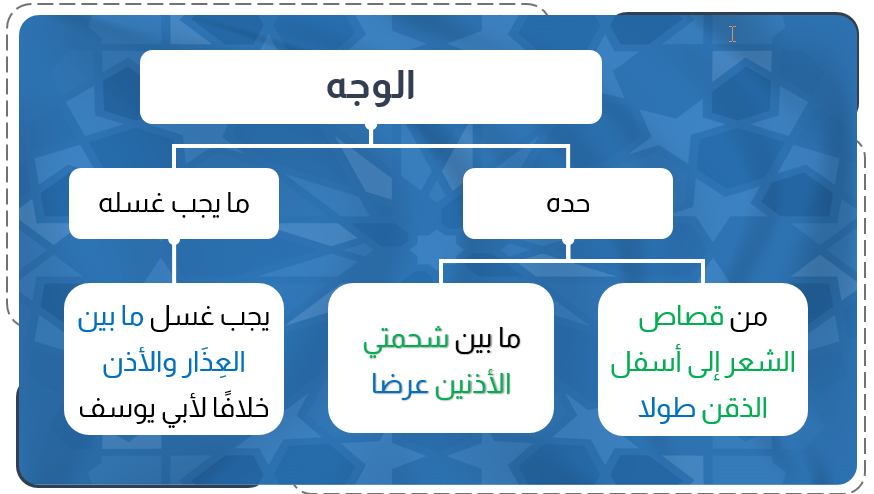 الوجه
حده
ما يجب غسله
من قصاص
الشعر إلى أسفل
الذقن طولا
ما بين شحمتي
الأذنين عرضا
يجب غسل ما بين
العِذَار والأذن
خلافًا لأبي يوسف